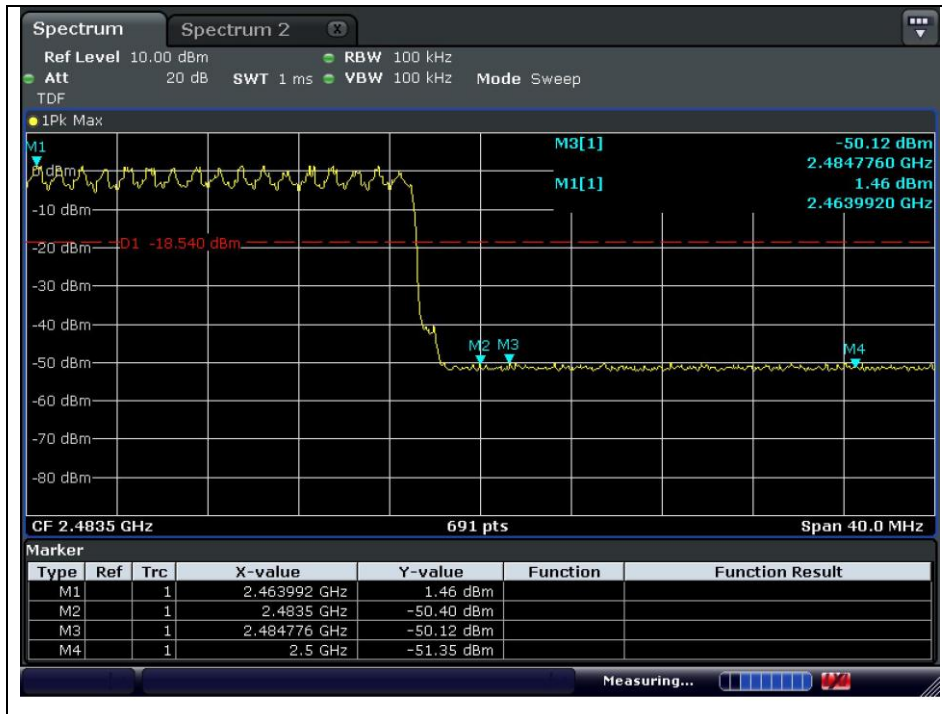 Spectrum Spectrum 2
Ref Level 10.00 dBm RBW 100 kHz
Att 20 dB SWT 1 ms VBW 100 kHz Mode Sweep
TDF
1Pk Max
M1 M3[1] -50.12 dBm
2.4847760 GHz
0 dBm M1[1] 1.46 dBm
-10 dBm 2.4639920 GHz
-20 dBm D1 -18.540 dBm
-30 dBm
-40 dBm
M2 M3 M4
-50 dBm
-60 dBm
-70 dBm
-80 dBm
CF 2.4835 GHz 691 pts Span 40.0 MHz
Marker
Type Ref Trc X-value Y-value Function Function Result
M1 1 2.463992 GHz 1.46 dBm
M2 1 2.4835 GHz -50.40 dBm
M3 1 2.484776 GHz -50.12 dBm
M4 1 2.5 GHz -51.35 dBm
Measuring...